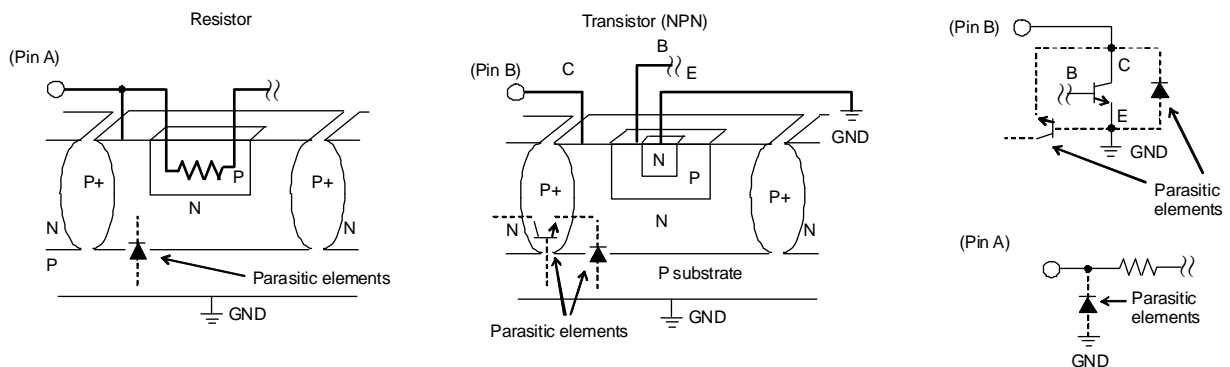 Resistor
(Pin A)
P+
P
P+
N
N
N
P
Parasitic elements
GND
Transistor (NPN)
(Pin B)
C
B
E
GND
N
P
P+
P+
N
N
N
P substrate
Parasitic elements
GND
(Pin B)
C
B
E
GND
Parasitic
elements
(Pin A)
Parasitic
elements
GND